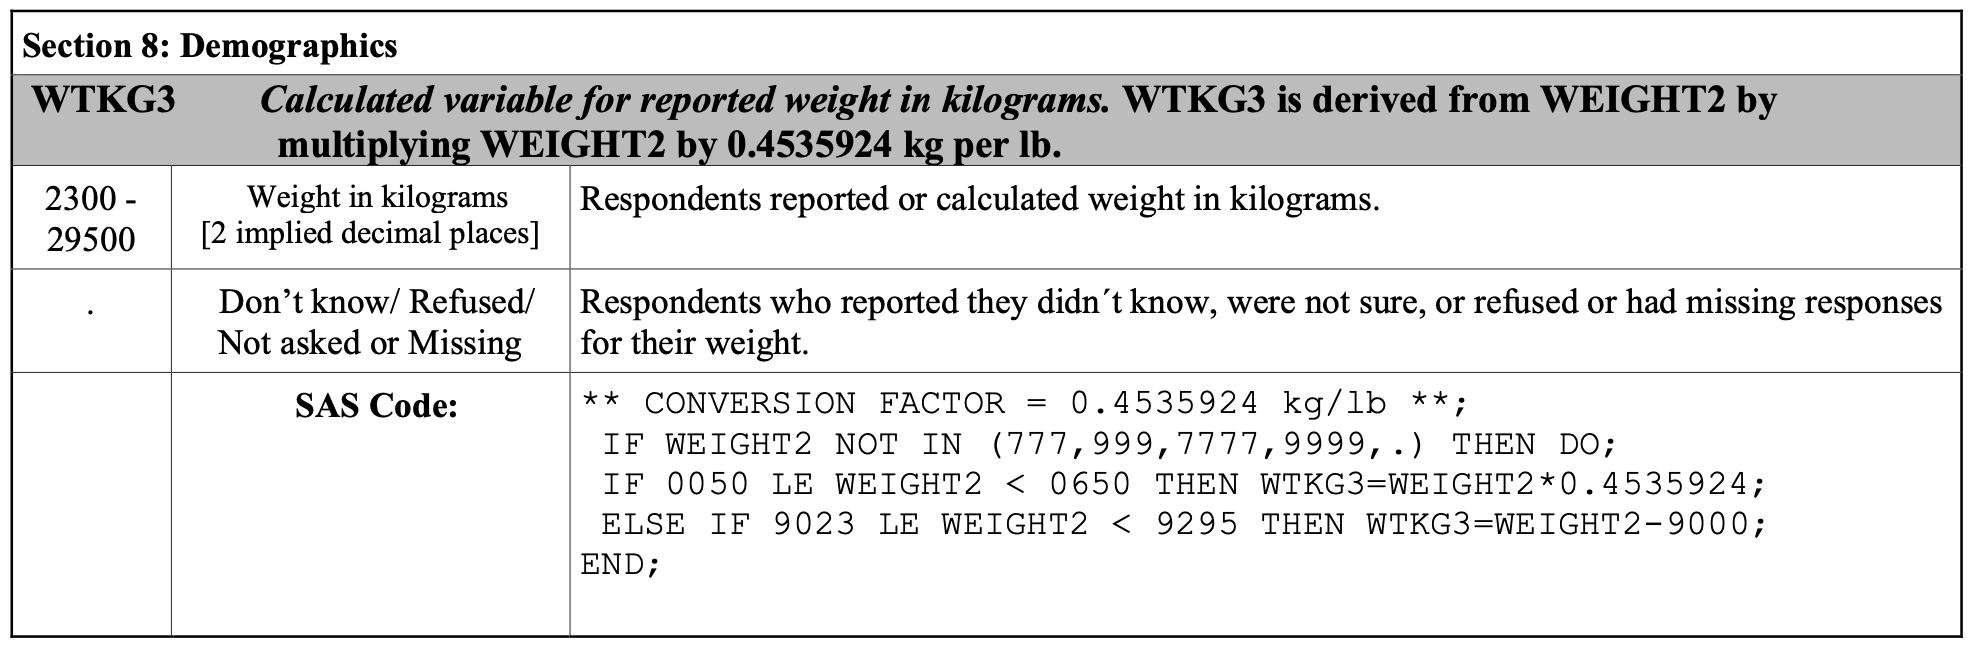 Section 8: Demographics
WTKG3 Calculated variable for reported weight in kilograms. WTKG3 is derived from WEIGHT2 by
multiplying WEIGHT2 by 0.4535924 kg per lb.
2300 -
29500
Weight in kilograms
[2 implied decimal places]
Respondents reported or calculated weight in kilograms.
.
Don’t know/ Refused/
Not asked or Missing
Respondents who reported they didn´t know, were not sure, or refused or had missing responses
for their weight.
SAS Code:
** CONVERSION FACTOR = 0.4535924 kg/lb **;
IF WEIGHT2 NOT IN (777,999,7777,9999,.) THEN DO;
IF 0050 LE WEIGHT2 < 0650 THEN WTKG3=WEIGHT2*0.4535924;
ELSE IF 9023 LE WEIGHT2 < 9295 THEN WTKG3=WEIGHT2-9000;
END;